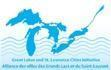 Great Lakes and St. Lawrence Cities Initiative
Alliance des villes des Grands Lacs et du Saint-Laurent